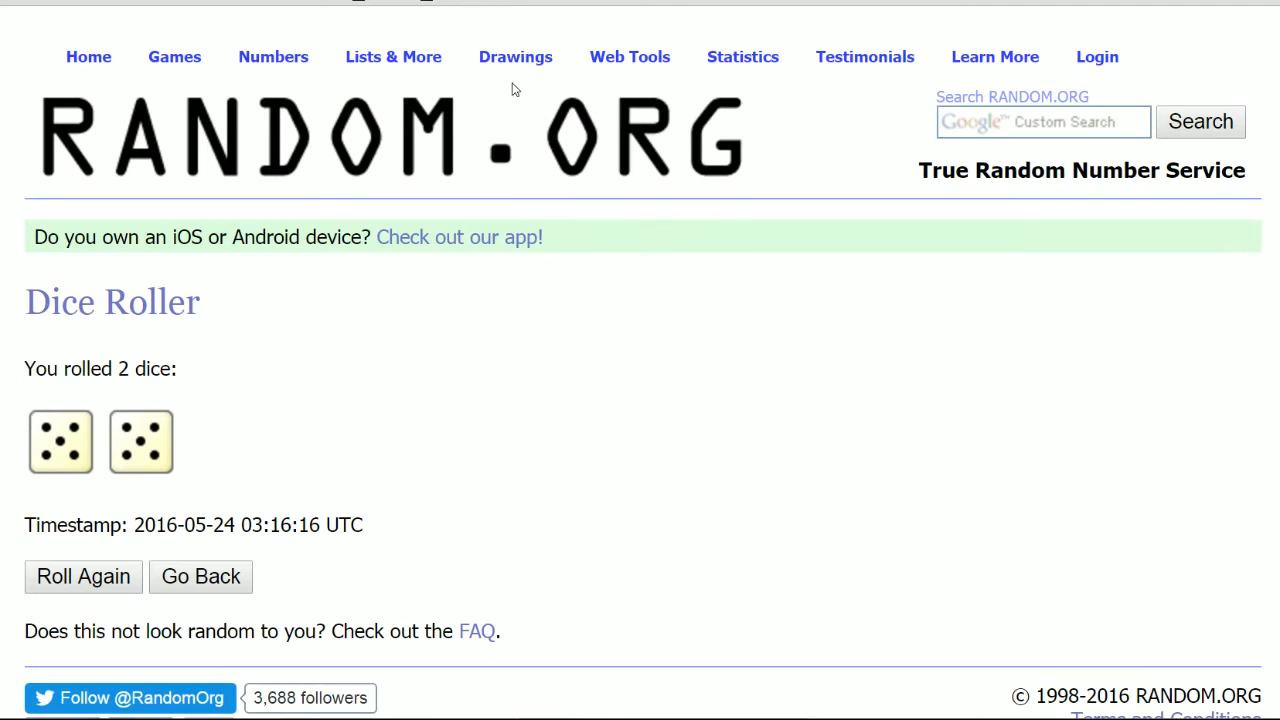 Home Games Numbers Lists & More Drawings Web Tools Statistics Testimonials Learn More Login
RANDOM.ORG
Search RANDOM.ORG
Google™ Custom Search Search
True Random Number Service
Do you own an iOS or Android device? Check out our app!
Dice Roller
You rolled 2 dice:
Timestamp: 2016-05-24 03:16:16 UTC
Roll Again Go Back
Does this not look random to you? Check out the FAQ.
Follow @RandomOrg 3,688 followers
© 1998-2016 RANDOM.ORG
Terms and Conditions